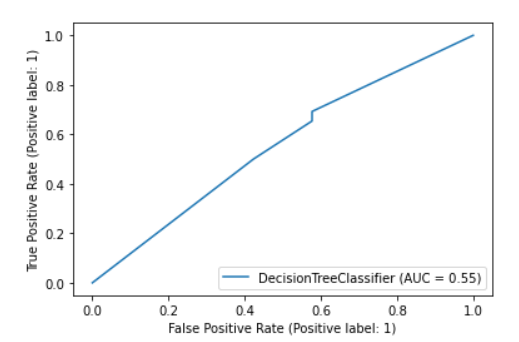 1.0
0.8
0.6
0.4
0.2
0.0
True Positive Rate (Positive label: 1)
DecisionTreeClassifier (AUC = 0.55)
0.0 0.2 0.4 0.6 0.8 1.0
False Positive Rate (Positive label: 1)